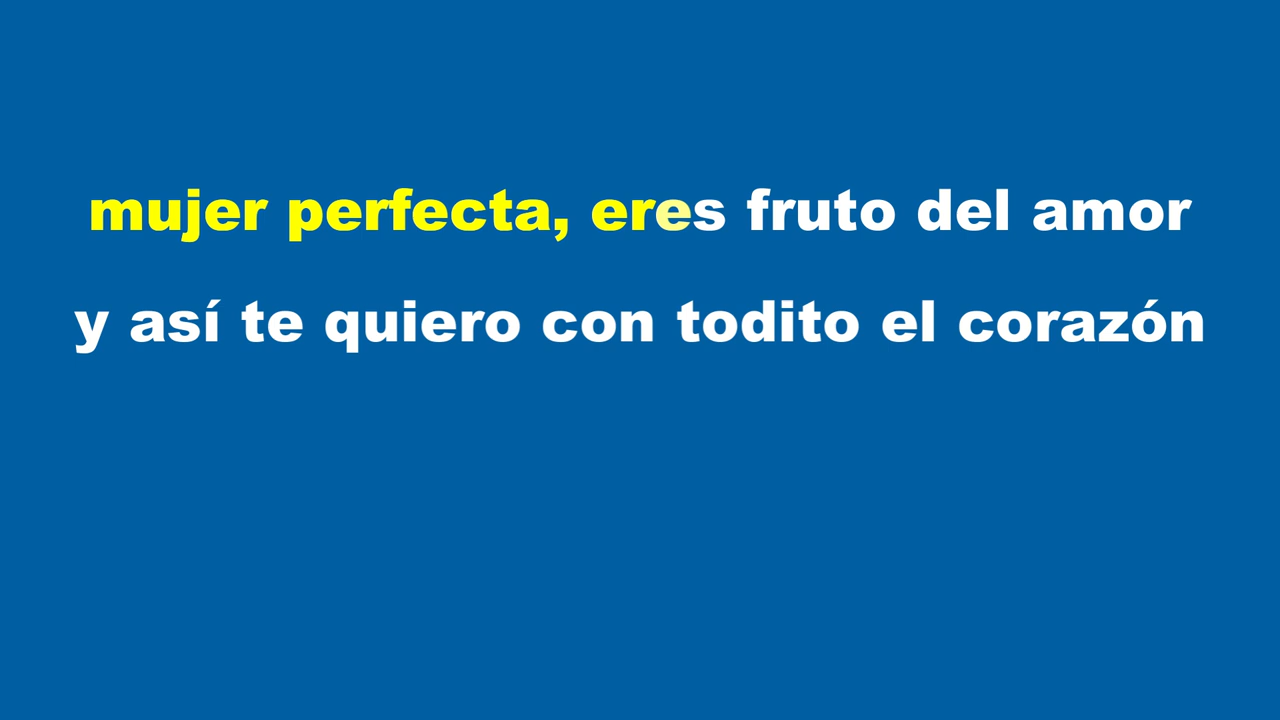 mujer perfecta, eres fruto del amor
y así te quiero con todito el corazón